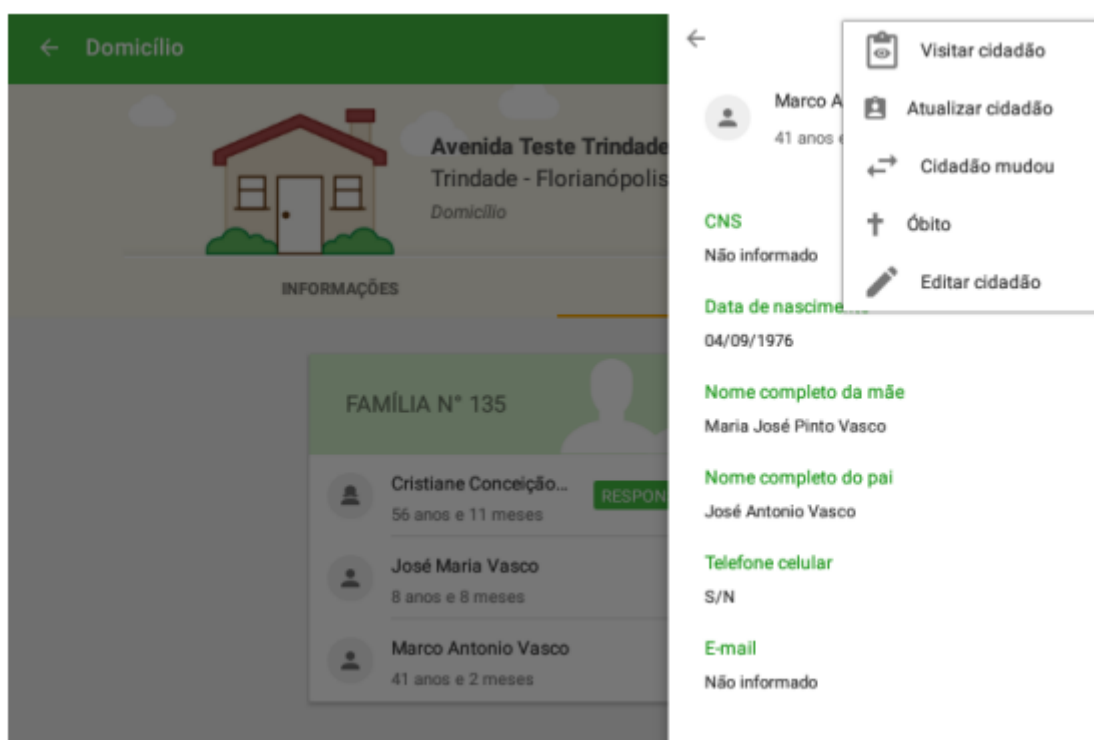 Domicílio
Avenida Teste Trindade
Trindade - Florianópolis
Domicílio
INFORMAÇÕES
FAMÍLIA N° 135
Cristiane Conceição...
RESPON
56 anos e 11 meses
José Maria Vasco
8 anos e 8 meses
Marco Antonio Vasco
41 anos e 2 meses
Marco A
41 anos e
Visitar cidadão
Atualizar cidadão
Cidadão mudou
Óbito
Editar cidadão
CNS
Não informado
Data de nascimento
04/09/1976
Nome completo da mãe
Maria José Pinto Vasco
Nome completo do pai
José Antonio Vasco
Telefone celular
S/N
E-mail
Não informado